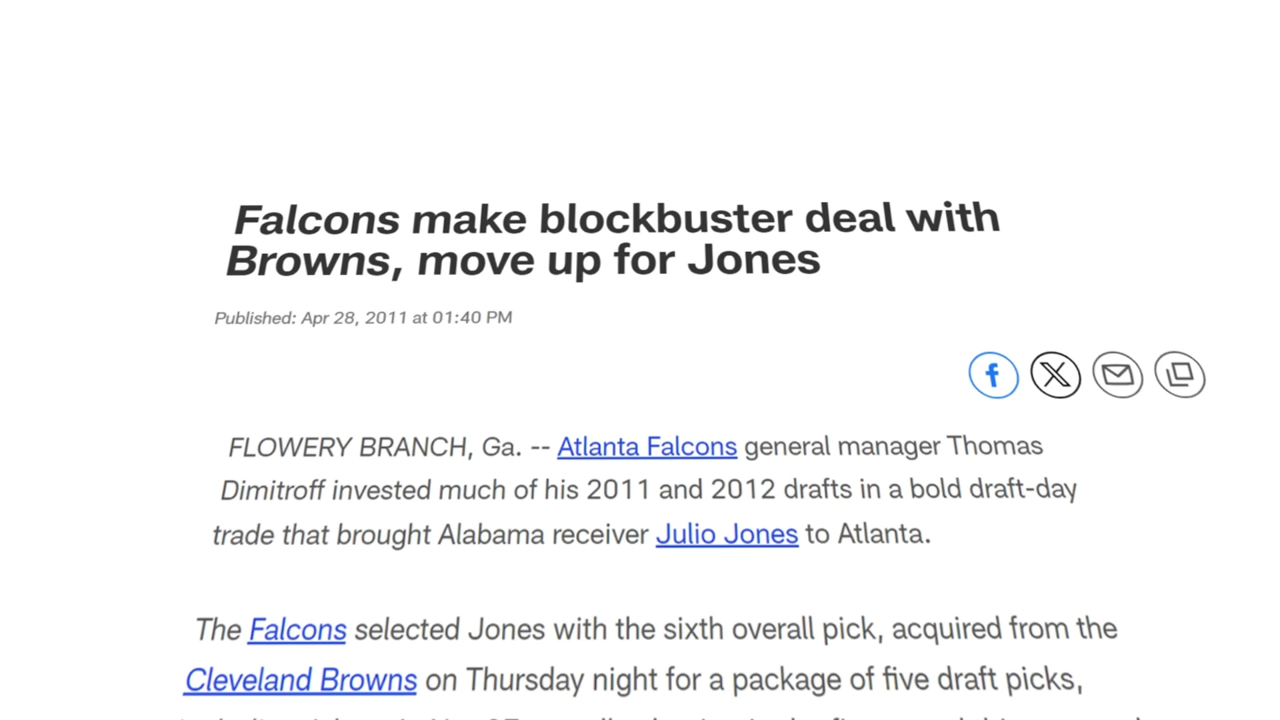 Falcons make blockbuster deal with
Browns, move up for Jones
Published: Apr 28, 2011 at 01:40 PM
FLOWERY BRANCH, Ga. -- Atlanta Falcons general manager Thomas
Dimitroff invested much of his 2011 and 2012 drafts in a bold draft-day
trade that brought Alabama receiver Julio Jones to Atlanta.
The Falcons selected Jones with the sixth overall pick, acquired from the
Cleveland Browns on Thursday night for a package of five draft picks,